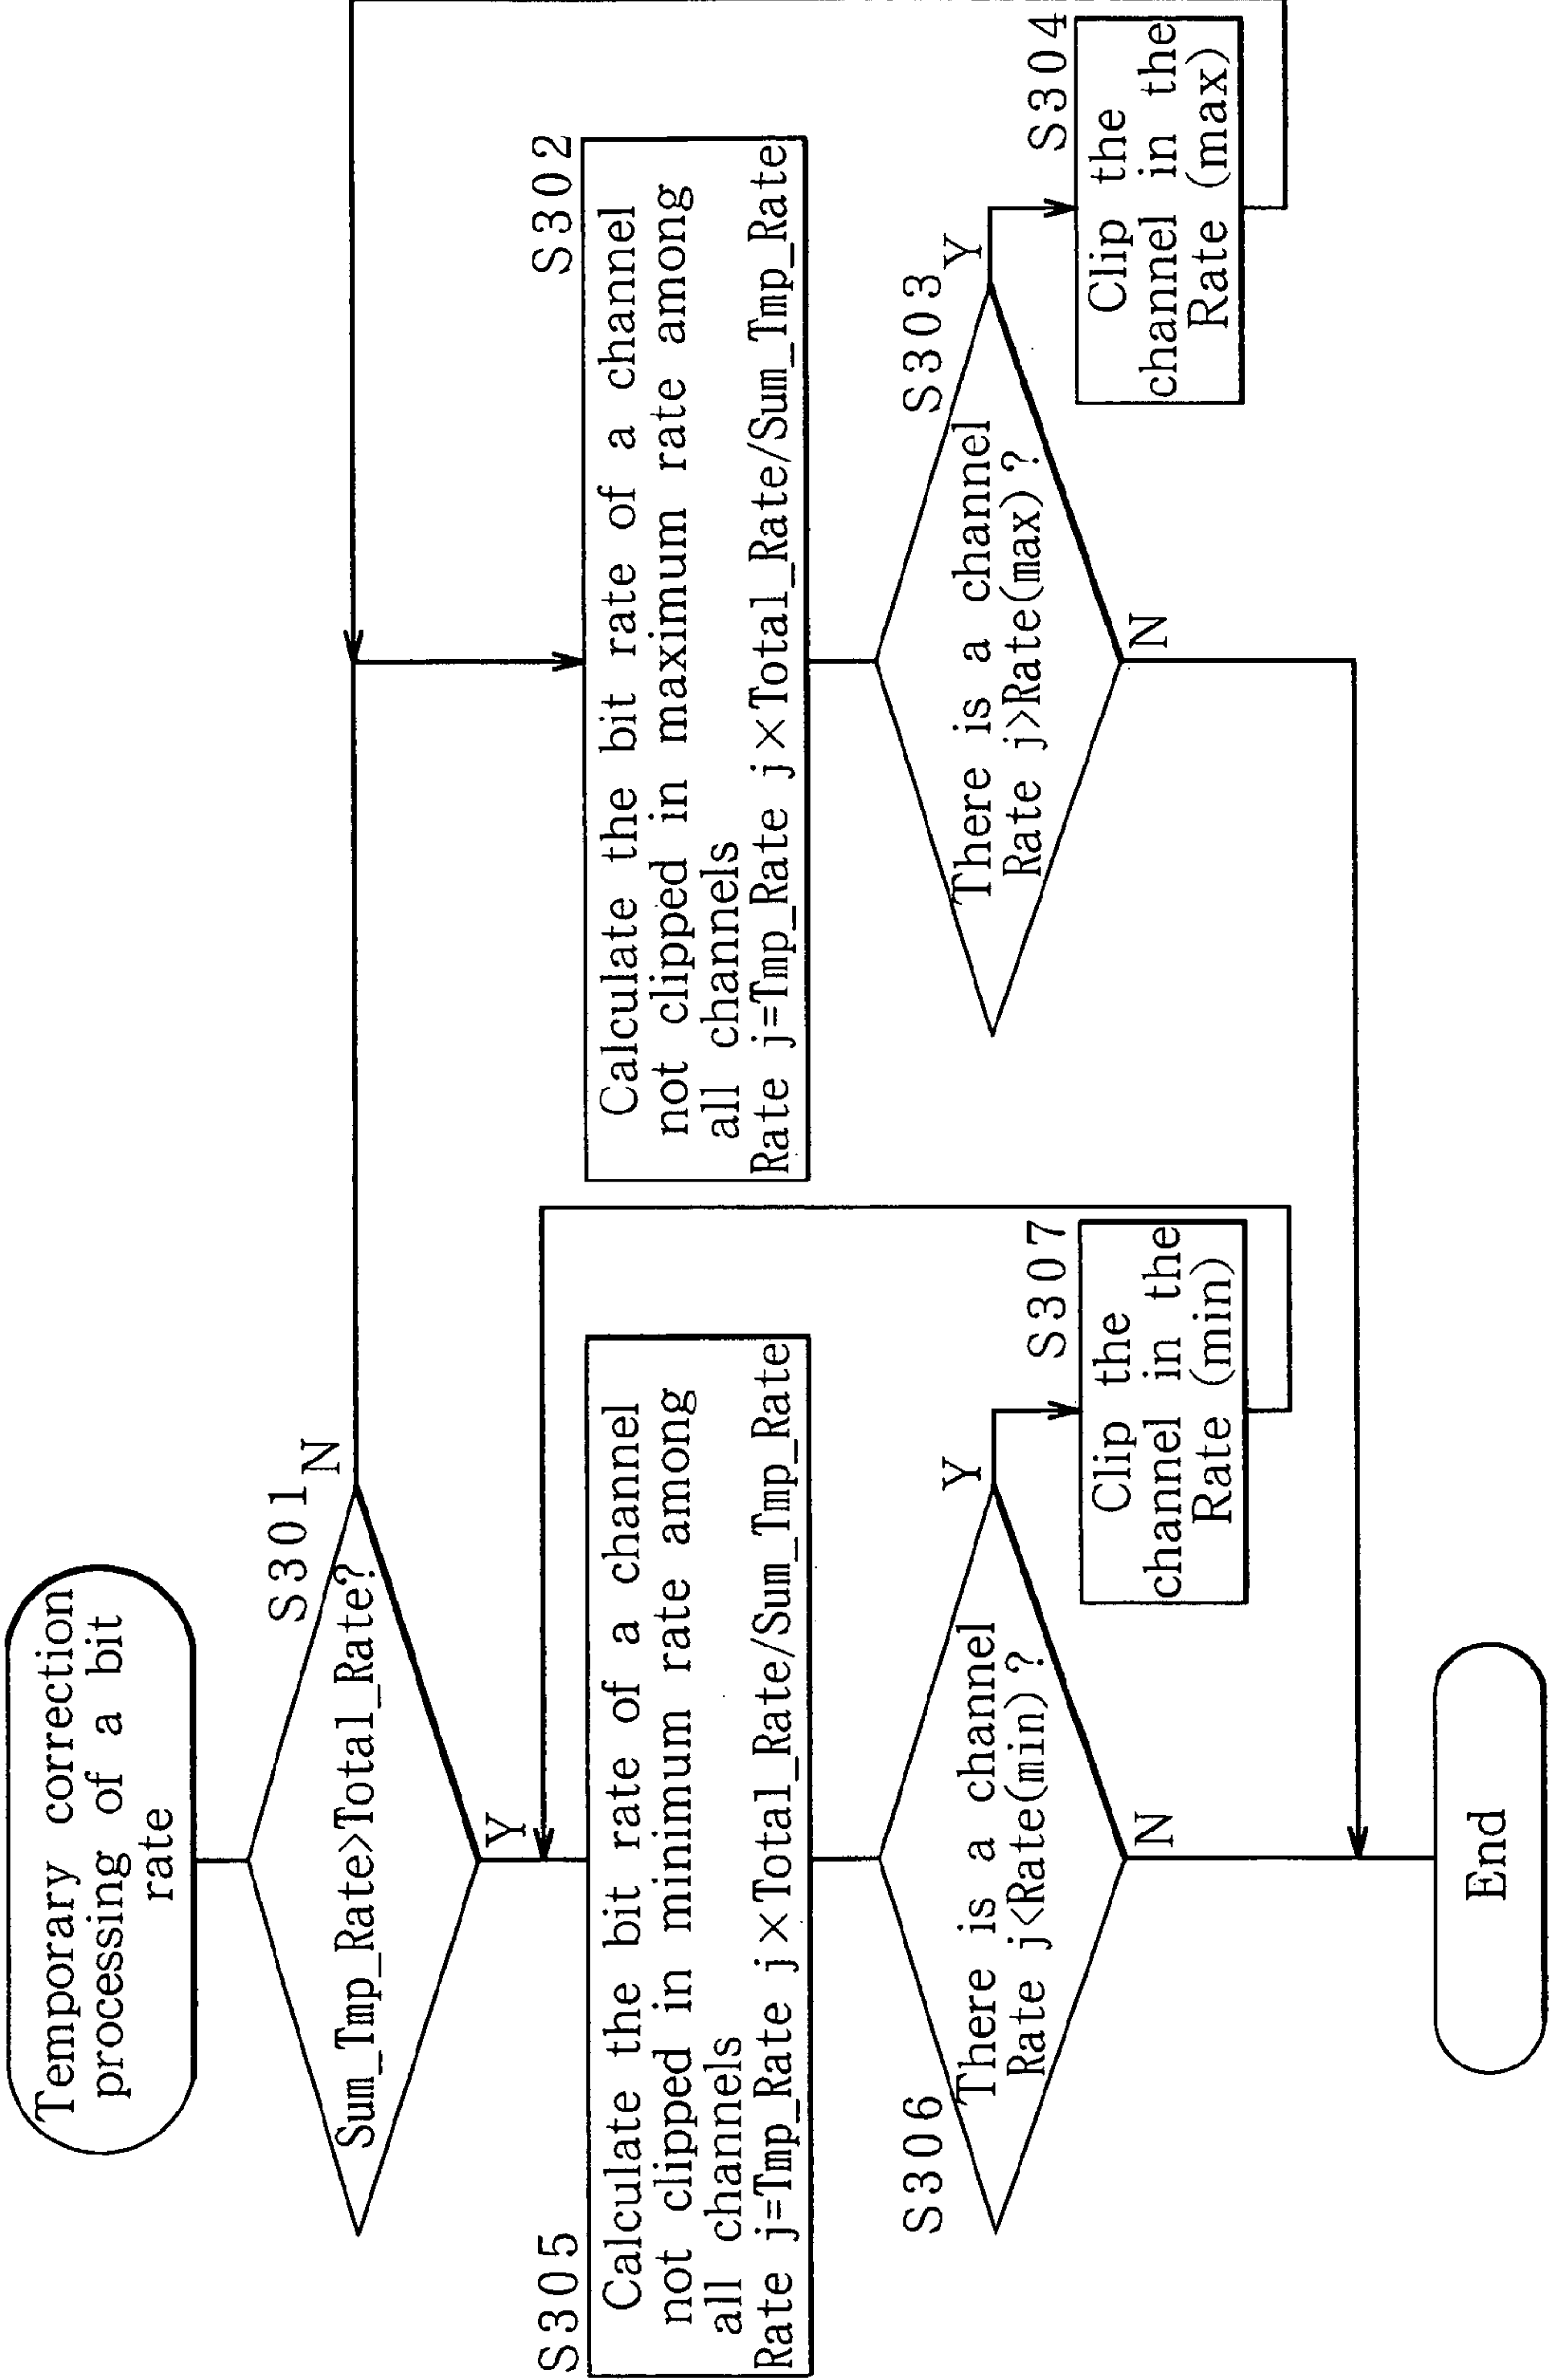 Temporary correction
processing of a bit
rate
S301
Sum_Tmp_Rate>Total_Rate?
N
Y
S305
Calculate the bit rate of a channel
not clipped in minimum rate among
all channels
Rate j=Tmp_Rate j×Total_Rate/Sum_Tmp_Rate
S306
There is a channel
Rate j<Rate(min)?
Y
N
S307
Clip the
channel in the
Rate (min)
S302
Calculate the bit rate of a channel
not clipped in maximum rate among
all channels
Rate j=Tmp_Rate j×Total_Rate/Sum_Tmp_Rate
S303
There is a channel
Rate j>Rate(max)?
Y
N
S304
Clip the
channel in the
Rate (max)
End